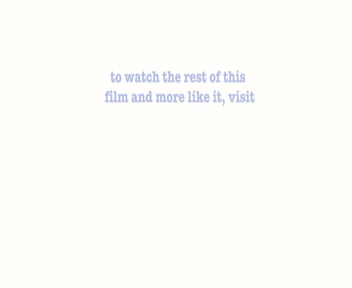 to watch the rest of this
film and more like it, visit